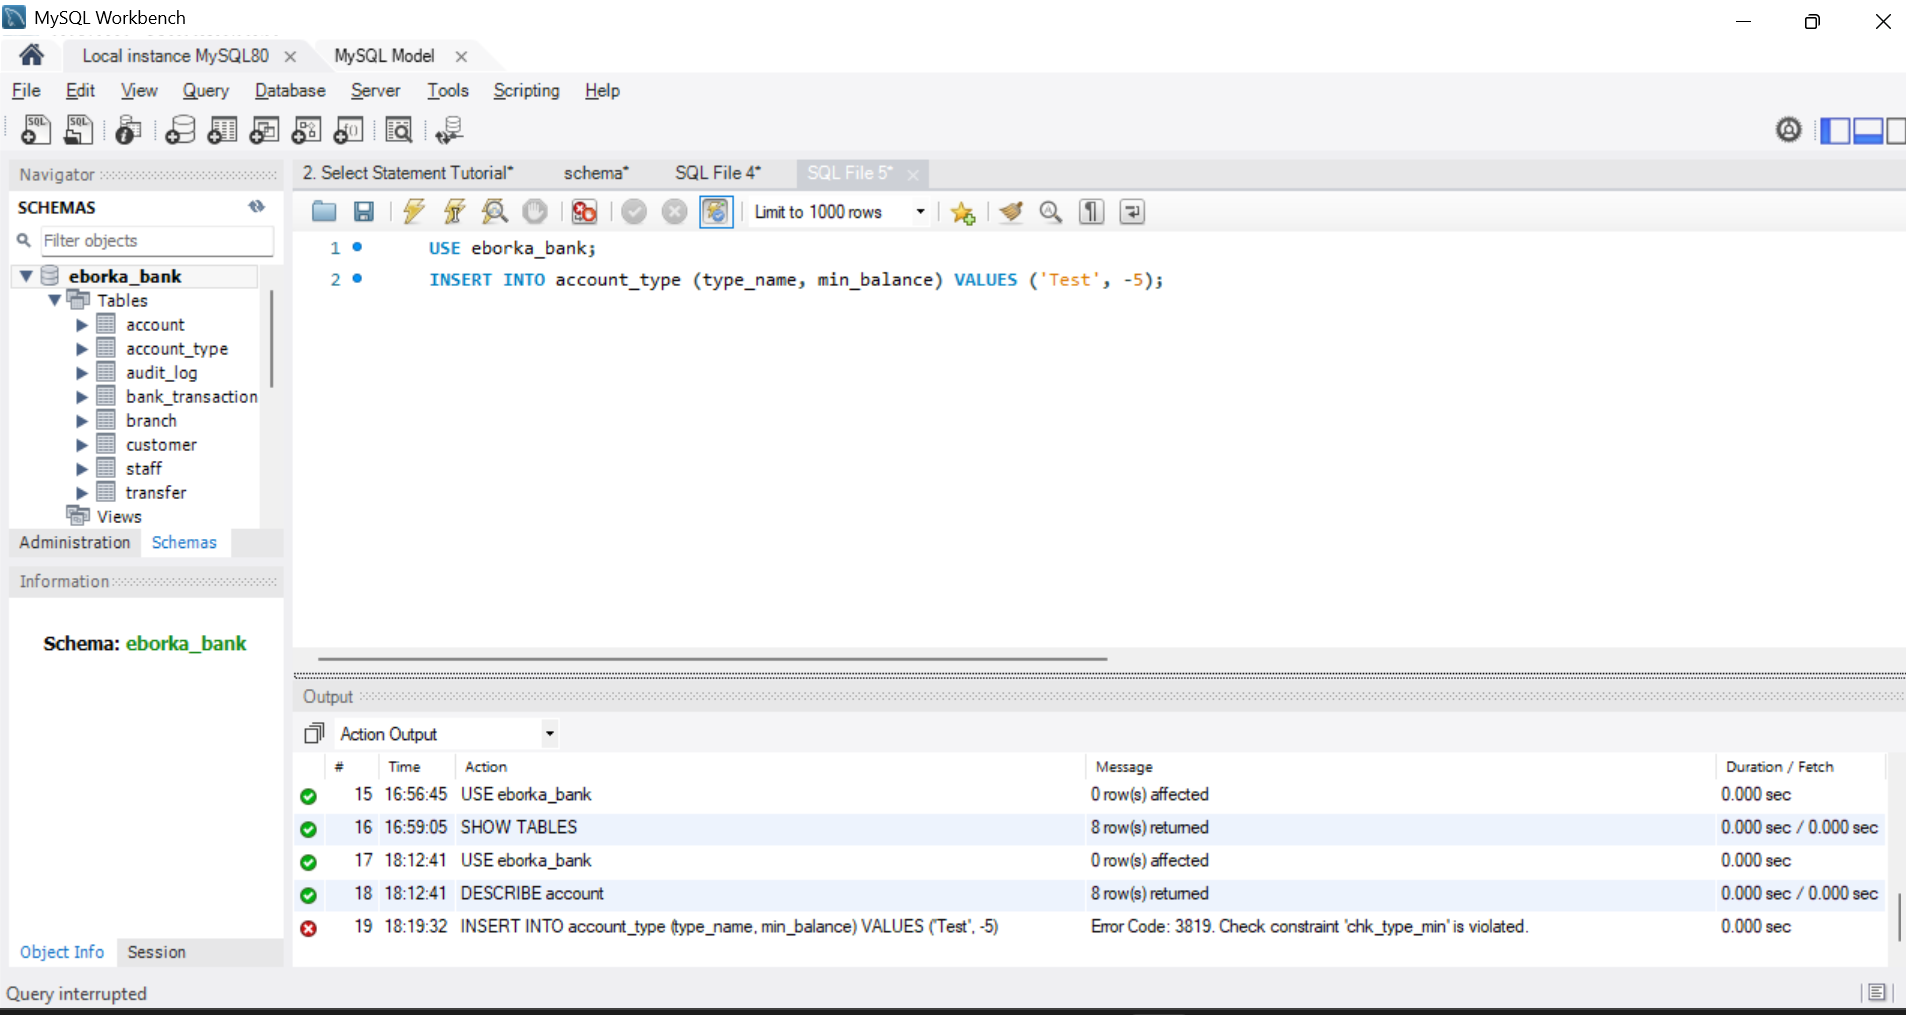 MySQL Workbench
Local instance MySQL80
MySQL Model
File Edit View Query Database Server Tools Scripting Help
Navigator
SCHEMAS
Filter objects
eborka_bank
Tables
account
account_type
audit_log
bank_transaction
branch
customer
staff
transfer
Views
Administration Schemas
Information
Schema: eborka_bank
Object Info Session
2. Select Statement Tutorial* schema* SQL File 4* SQL File 5*
Limit to 1000 rows
1 USE eborka_bank;
2 INSERT INTO account_type (type_name, min_balance) VALUES ('Test', -5);
Output
Action Output
# Time Action Message Duration / Fetch
15 16:56:45 USE eborka_bank 0 row(s) affected 0.000 sec
16 16:59:05 SHOW TABLES 8 row(s) returned 0.000 sec / 0.000 sec
17 18:12:41 USE eborka_bank 0 row(s) affected 0.000 sec
18 18:12:41 DESCRIBE account 8 row(s) returned 0.000 sec / 0.000 sec
19 18:19:32 INSERT INTO account_type (type_name, min_balance) VALUES ('Test', -5) Error Code: 3819. Check constraint 'chk_type_min' is violated. 0.000 sec
Query interrupted